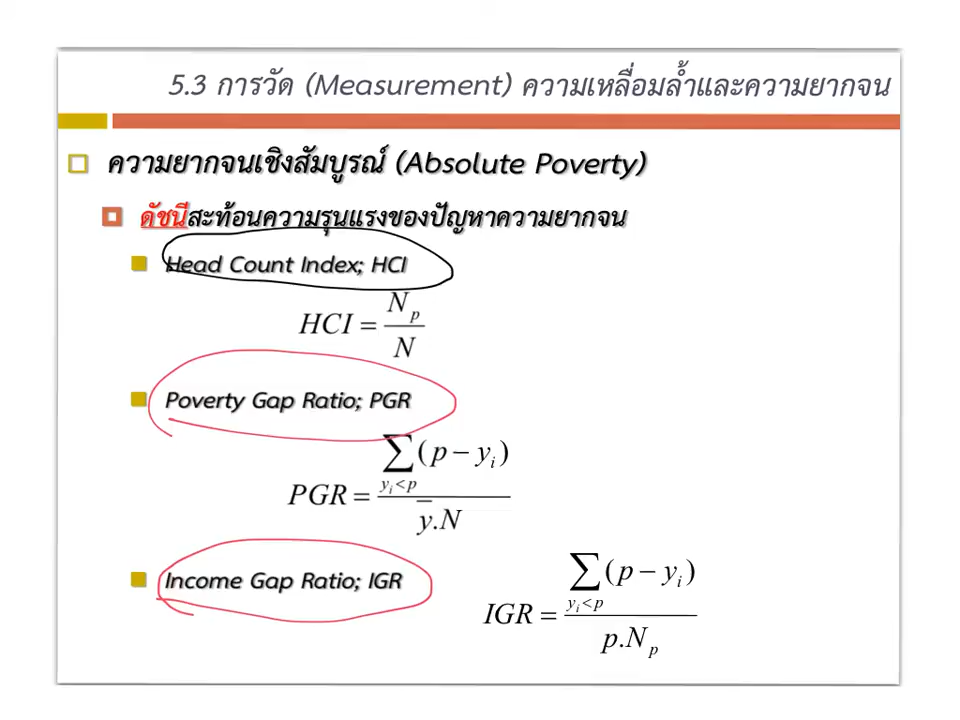 5.3 การวัด (Measurement) ความเหลื่อมล้ำและความยากจน
ความยากจนเชิงสัมบูรณ์ (Absolute Poverty)
ดัชนีสะท้อนความรุนแรงของปัญหาความยากจน
Head Count Index; HCI
HCI = N_p / N
Poverty Gap Ratio; PGR
PGR = ∑_{y_i<p} (p − y_i) / ȳ.N
Income Gap Ratio; IGR
IGR = ∑_{y_i<p} (p − y_i) / p.N_p